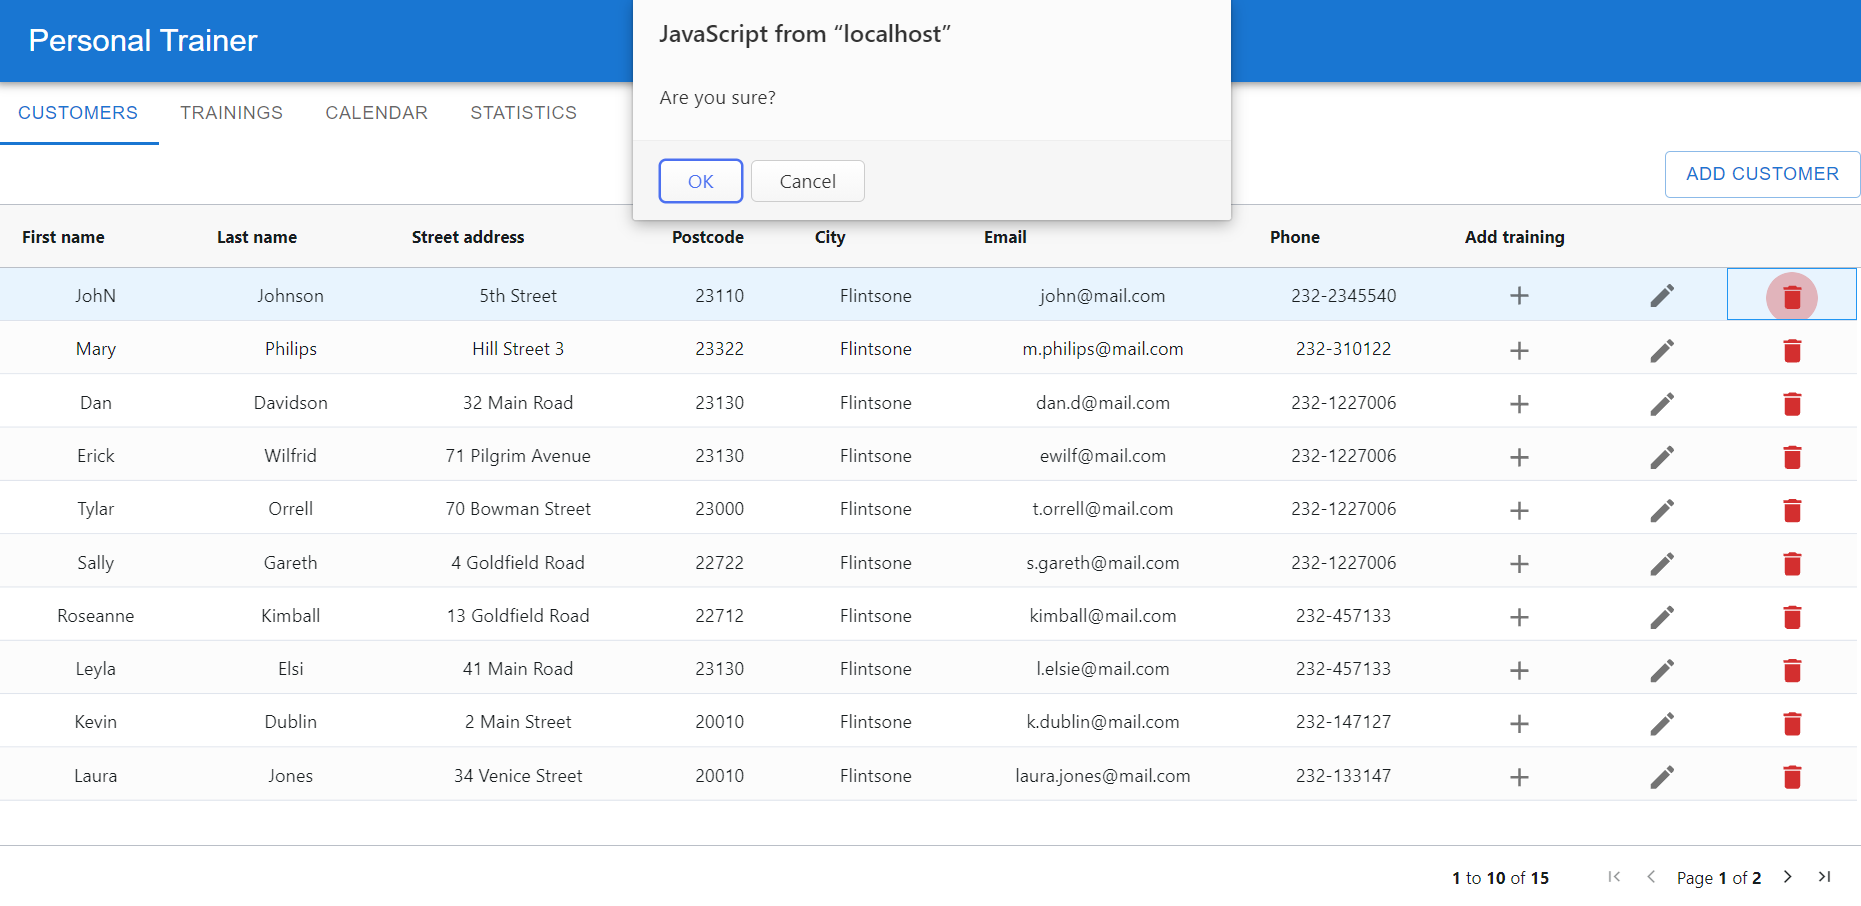 Personal Trainer
JavaScript from “localhost”
Are you sure?
OK Cancel
CUSTOMERS TRAININGS CALENDAR STATISTICS
ADD CUSTOMER
First name Last name Street address Postcode City Email Phone Add training
JohN Johnson 5th Street 23110 Flintsone john@mail.com 232-2345540
Mary Philips Hill Street 3 23322 Flintsone m.philips@mail.com 232-310122
Dan Davidson 32 Main Road 23130 Flintsone dan.d@mail.com 232-1227006
Erick Wilfrid 71 Pilgrim Avenue 23130 Flintsone ewilf@mail.com 232-1227006
Tylar Orrell 70 Bowman Street 23000 Flintsone t.orrell@mail.com 232-1227006
Sally Gareth 4 Goldfield Road 22722 Flintsone s.gareth@mail.com 232-1227006
Roseanne Kimball 13 Goldfield Road 22712 Flintsone kimball@mail.com 232-457133
Leyla Elsi 41 Main Road 23130 Flintsone l.elsie@mail.com 232-457133
Kevin Dublin 2 Main Street 20010 Flintsone k.dublin@mail.com 232-147127
Laura Jones 34 Venice Street 20010 Flintsone laura.jones@mail.com 232-133147
1 to 10 of 15 Page 1 of 2